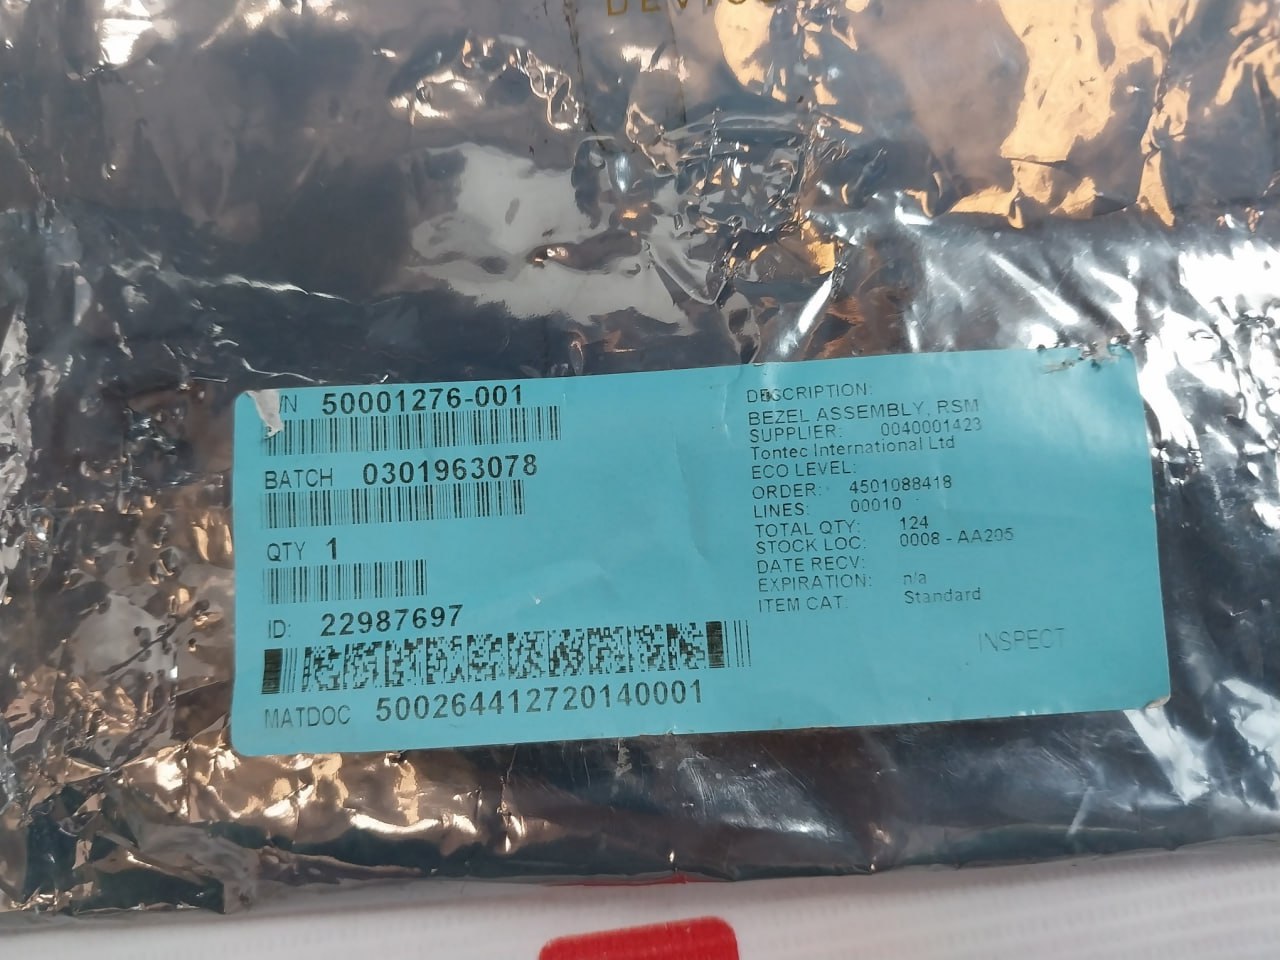 /N 50001276-001
BATCH 0301963078
QTY 1
ID: 22987697
MATDOC 500264412720140001
DESCRIPTION:
BEZEL ASSEMBLY, RSM
SUPPLIER: 0040001423
Tontec International Ltd
ECO LEVEL:
ORDER: 4501088418
LINES: 00010
TOTAL QTY: 124
STOCK LOC: 0008 - AA205
DATE RECV:
EXPIRATION: n/a
ITEM CAT: Standard
INSPECT